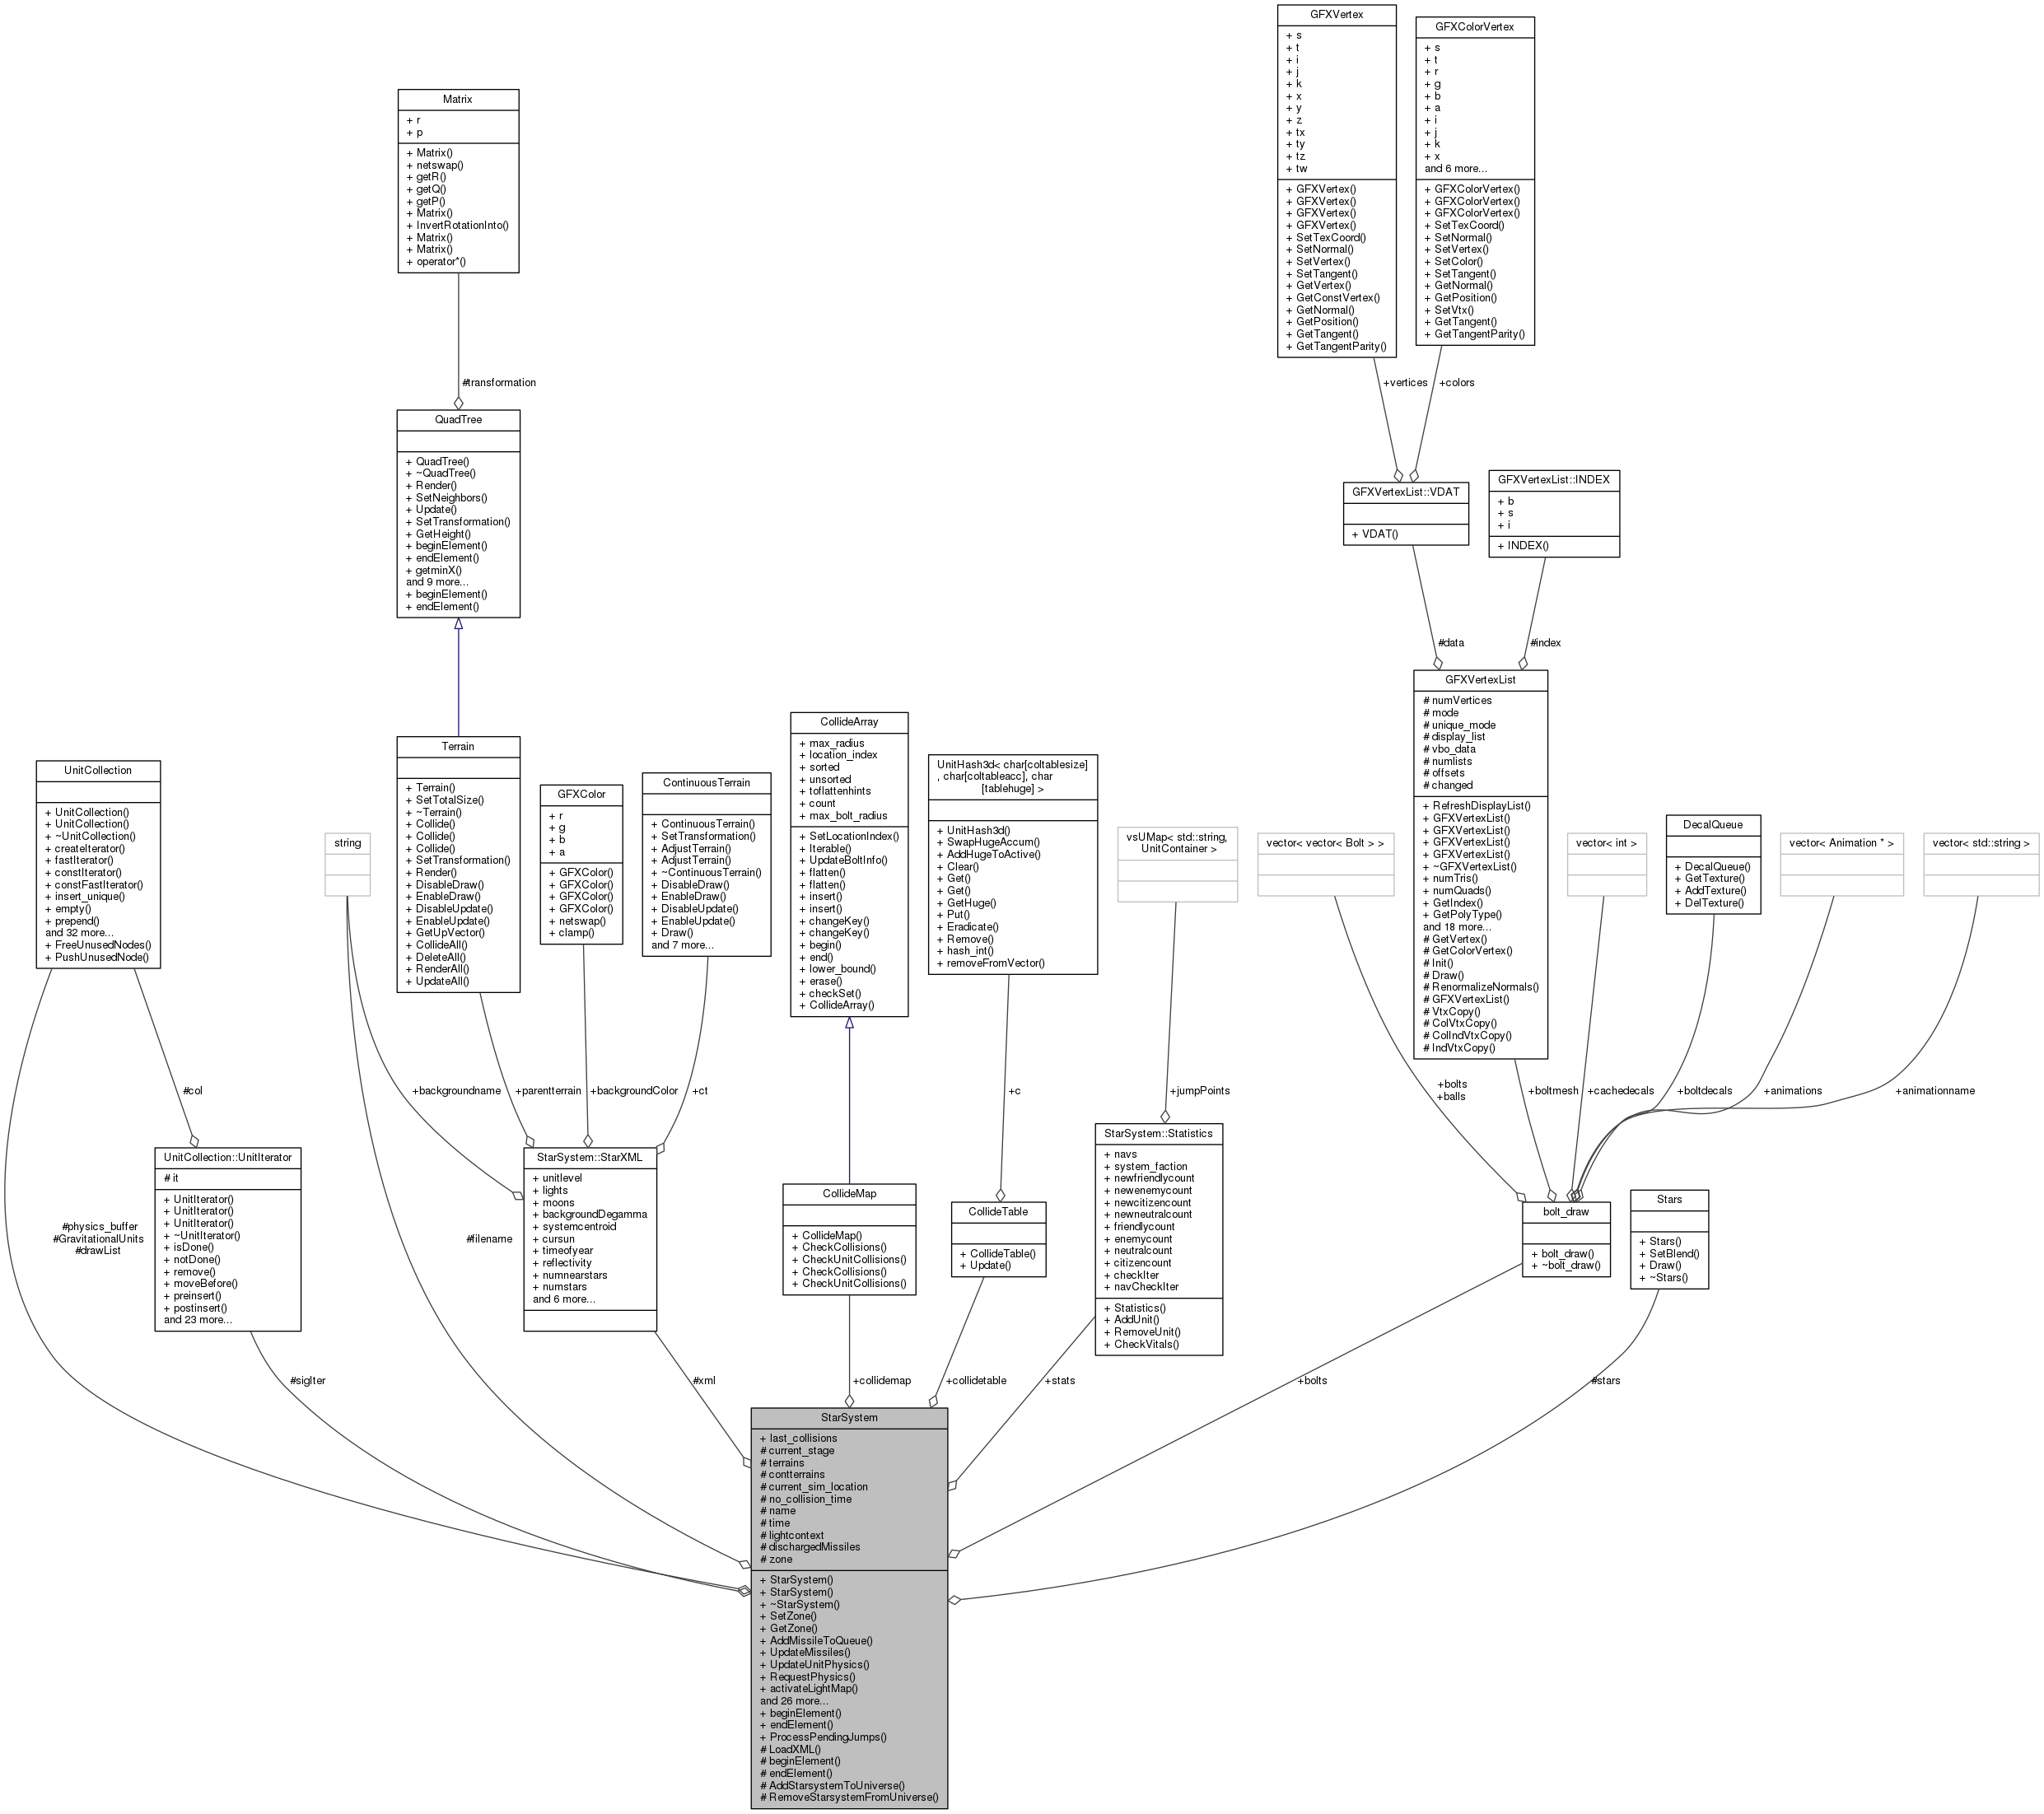 GFXVertex
+ s
+ t
+ i
+ j
+ k
+ x
+ y
+ z
+ tx
+ ty
+ tz
+ tw
+ GFXVertex()
+ GFXVertex()
+ GFXVertex()
+ GFXVertex()
+ SetTexCoord()
+ SetNormal()
+ SetVertex()
+ SetTangent()
+ GetVertex()
+ GetConstVertex()
+ GetNormal()
+ GetPosition()
+ GetTangent()
+ GetTangentParity()
GFXColorVertex
+ s
+ t
+ r
+ g
+ b
+ a
+ i
+ j
+ k
+ x
and 6 more...
+ GFXColorVertex()
+ GFXColorVertex()
+ GFXColorVertex()
+ SetTexCoord()
+ SetNormal()
+ SetVertex()
+ SetColor()
+ SetTangent()
+ GetNormal()
+ GetPosition()
+ SetVtx()
+ GetTangent()
+ GetTangentParity()
Matrix
+ r
+ p
+ Matrix()
+ netswap()
+ getR()
+ getQ()
+ getP()
+ Matrix()
+ InvertRotationInto()
+ Matrix()
+ Matrix()
+ operator*()
#transformation
+vertices
+colors
QuadTree
+ QuadTree()
+ ~QuadTree()
+ Render()
+ SetNeighbors()
+ Update()
+ SetTransformation()
+ GetHeight()
+ beginElement()
+ endElement()
+ getminX()
and 9 more...
+ beginElement()
+ endElement()
GFXVertexList::VDAT
+ VDAT()
GFXVertexList::INDEX
+ b
+ s
+ i
+ INDEX()
#data
#index
GFXVertexList
# numVertices
# mode
# unique_mode
# display_list
# vbo_data
# numlists
# offsets
# changed
+ RefreshDisplayList()
+ GFXVertexList()
+ GFXVertexList()
+ GFXVertexList()
+ GFXVertexList()
+ ~GFXVertexList()
+ numTris()
+ numQuads()
+ GetIndex()
+ GetPolyType()
and 18 more...
# GetVertex()
# GetColorVertex()
# Init()
# Draw()
# RenormalizeNormals()
# GFXVertexList()
# VtxCopy()
# ColVtxCopy()
# ColIndVtxCopy()
# IndVtxCopy()
UnitCollection
+ UnitCollection()
+ UnitCollection()
+ ~UnitCollection()
+ createIterator()
+ fastIterator()
+ constIterator()
+ constFastIterator()
+ insert_unique()
+ empty()
+ prepend()
and 32 more...
+ FreeUnusedNodes()
+ PushUnusedNode()
string
Terrain
+ Terrain()
+ SetTotalSize()
+ ~Terrain()
+ Collide()
+ Collide()
+ Collide()
+ SetTransformation()
+ Render()
+ DisableDraw()
+ EnableDraw()
+ DisableUpdate()
+ EnableUpdate()
+ GetUpVector()
+ CollideAll()
+ DeleteAll()
+ RenderAll()
+ UpdateAll()
GFXColor
+ r
+ g
+ b
+ a
+ GFXColor()
+ GFXColor()
+ GFXColor()
+ GFXColor()
+ netswap()
+ clamp()
ContinuousTerrain
+ ContinuousTerrain()
+ SetTransformation()
+ AdjustTerrain()
+ AdjustTerrain()
+ ~ContinuousTerrain()
+ DisableDraw()
+ EnableDraw()
+ DisableUpdate()
+ EnableUpdate()
+ Draw()
and 7 more...
CollideArray
+ max_radius
+ location_index
+ sorted
+ unsorted
+ toflattenhints
+ count
+ max_bolt_radius
+ SetLocationIndex()
+ Iterable()
+ UpdateBoltInfo()
+ flatten()
+ flatten()
+ insert()
+ insert()
+ changeKey()
+ changeKey()
+ begin()
+ end()
+ lower_bound()
+ erase()
+ checkSet()
+ CollideArray()
UnitHash3d< char[coltablesize]
, char[coltableacc], char
[tablehuge] >
+ UnitHash3d()
+ SwapHugeAccum()
+ AddHugeToActive()
+ Clear()
+ Get()
+ Get()
+ GetHuge()
+ Put()
+ Eradicate()
+ Remove()
+ hash_int()
+ removeFromVector()
vsUMap< std::string,
UnitContainer >
vector< vector< Bolt > >
vector< int >
DecalQueue
+ DecalQueue()
+ GetTexture()
+ AddTexture()
+ DelTexture()
vector< Animation * >
vector< std::string >
#col
+backgroundname
+parentterrain
+backgroundColor
+ct
+c
+jumpPoints
+bolts
+balls
+boltmesh
+cachedecals
+boltdecals
+animations
+animationname
UnitCollection::UnitIterator
# it
+ UnitIterator()
+ UnitIterator()
+ UnitIterator()
+ ~UnitIterator()
+ isDone()
+ notDone()
+ remove()
+ moveBefore()
+ preinsert()
+ postinsert()
and 23 more...
StarSystem::StarXML
+ unitlevel
+ lights
+ moons
+ backgroundDegamma
+ systemcentroid
+ cursun
+ timeofyear
+ reflectivity
+ numnearstars
+ numstars
and 6 more...
CollideMap
+ CollideMap()
+ CheckCollisions()
+ CheckUnitCollisions()
+ CheckCollisions()
+ CheckUnitCollisions()
CollideTable
+ CollideTable()
+ Update()
StarSystem::Statistics
+ navs
+ system_faction
+ newfriendlycount
+ newenemycount
+ newcitizencount
+ newneutralcount
+ friendlycount
+ enemycount
+ neutralcount
+ citizencount
+ checkIter
+ navCheckIter
+ Statistics()
+ AddUnit()
+ RemoveUnit()
+ CheckVitals()
bolt_draw
+ bolt_draw()
+ ~bolt_draw()
Stars
+ Stars()
+ SetBlend()
+ Draw()
+ ~Stars()
#physics_buffer
#GravitationalUnits
#drawList
#filename
#sigIter
#xml
+collidemap
+collidetable
+stats
+bolts
#stars
StarSystem
+ last_collisions
# current_stage
# terrains
# contterrains
# current_sim_location
# no_collision_time
# name
# time
# lightcontext
# dischargedMissiles
# zone
+ StarSystem()
+ StarSystem()
+ ~StarSystem()
+ SetZone()
+ GetZone()
+ AddMissileToQueue()
+ UpdateMissiles()
+ UpdateUnitPhysics()
+ RequestPhysics()
+ activateLightMap()
and 26 more...
+ beginElement()
+ endElement()
+ ProcessPendingJumps()
# LoadXML()
# beginElement()
# endElement()
# AddStarsystemToUniverse()
# RemoveStarsystemFromUniverse()